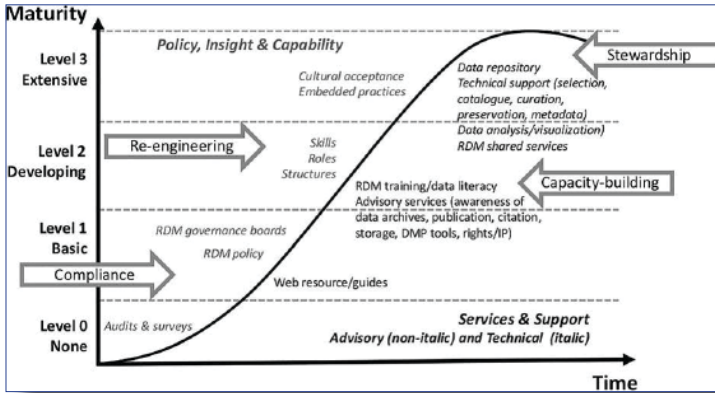 Maturity
Policy, Insight & Capability
Level 3
Extensive
Cultural acceptance
Embedded practices
Data repository
Technical support (selection,
catalogue, curation,
preservation, metadata)
Data analysis/visualization)
RDM shared services
Stewardship
Re-engineering
Level 2
Developing
Skills
Roles
Structures
RDM training/data literacy
Advisory services (awareness of
data archives, publication, citation,
storage, DMP tools, rights/IP)
Capacity-building
Level 1
Basic
RDM governance boards
RDM policy
Compliance
Web resource/guides
Level 0
None
Audits & surveys
Services & Support
Advisory (non-italic) and Technical (italic)
Time